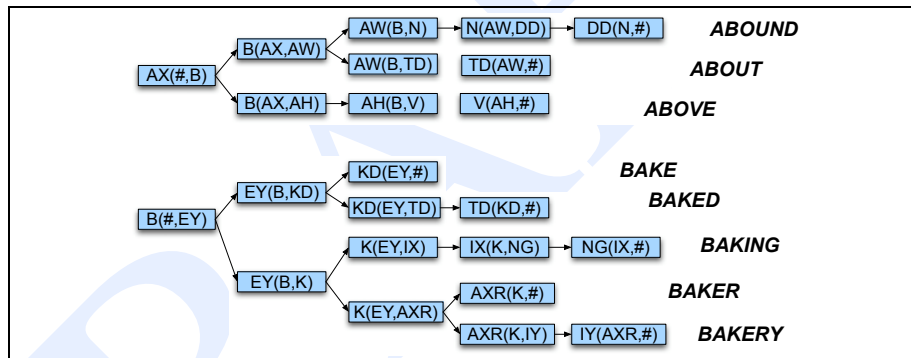 AW(B,N) N(AW,DD) DD(N,#) ABOUND
B(AX,AW)
AW(B,TD) TD(AW,#) ABOUT
AX(#,B)
B(AX,AH) AH(B,V) V(AH,#) ABOVE
KD(EY,#) BAKE
EY(B,KD)
KD(EY,TD) TD(KD,#) BAKED
B(#,EY)
K(EY,IX) IX(K,NG) NG(IX,#) BAKING
EY(B,K)
AXR(K,#) BAKER
K(EY,AXR)
AXR(K,IY) IY(AXR,#) BAKERY